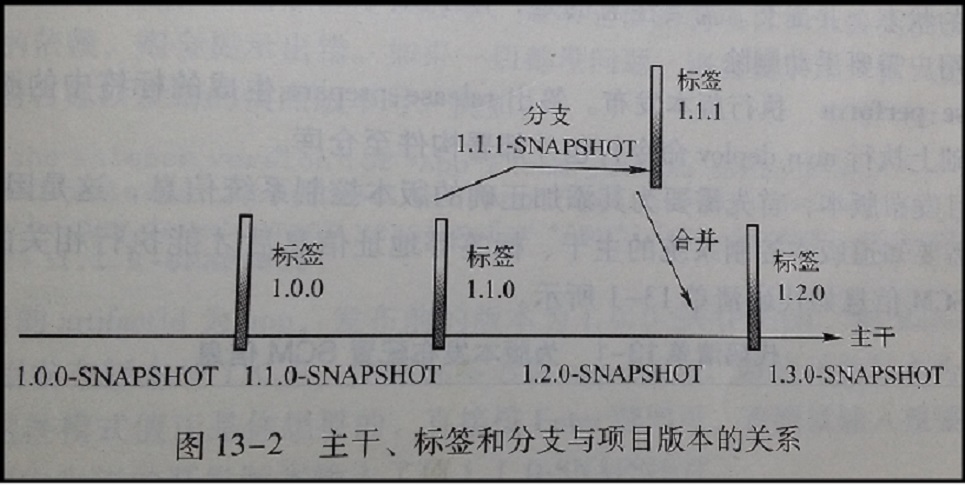 标签
1.1.1
分支
1.1.1-SNAPSHOT
合并
标签
1.0.0
标签
1.1.0
标签
1.2.0
主干
1.0.0-SNAPSHOT 1.1.0-SNAPSHOT 1.2.0-SNAPSHOT 1.3.0-SNAPSHOT
图 13-2 主干、标签和分支与项目版本的关系